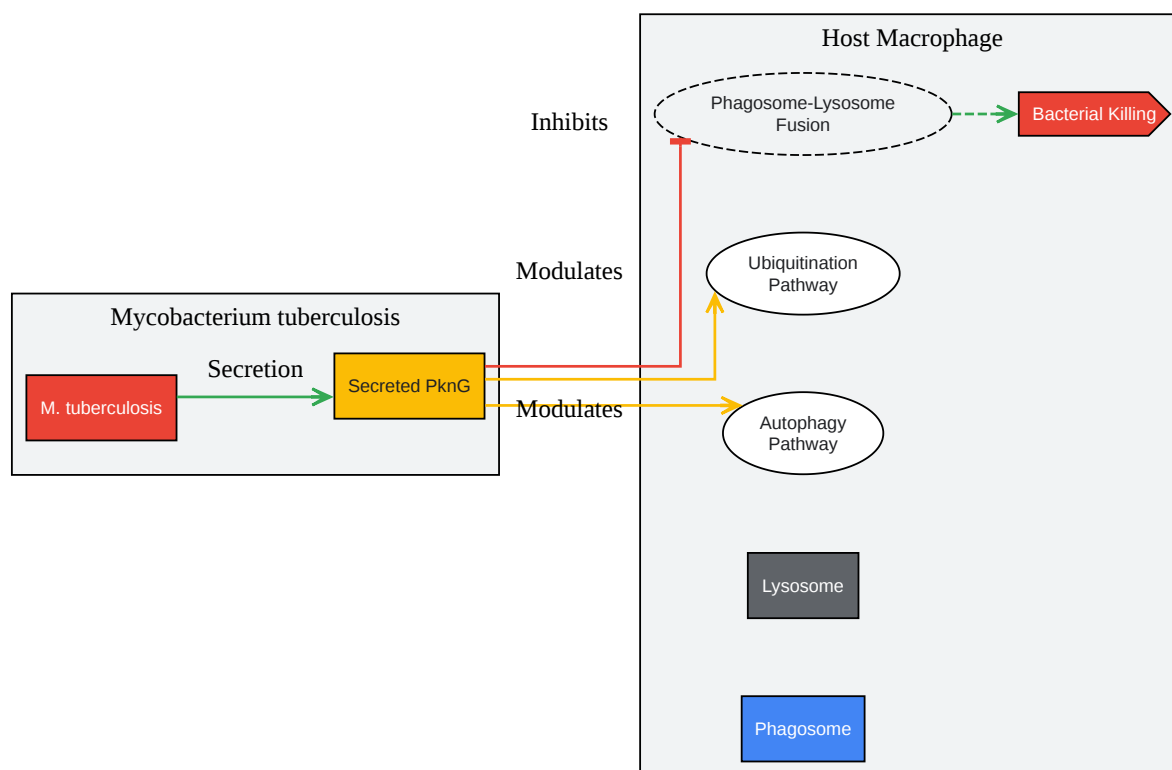 Host Macrophage
Phagosome-Lysosome
Fusion
Bacterial Killing
Inhibits
Modulates
Ubiquitination
Pathway
Mycobacterium tuberculosis
Secretion
M. tuberculosis
Secreted PknG
Modulates
Autophagy
Pathway
Lysosome
Phagosome